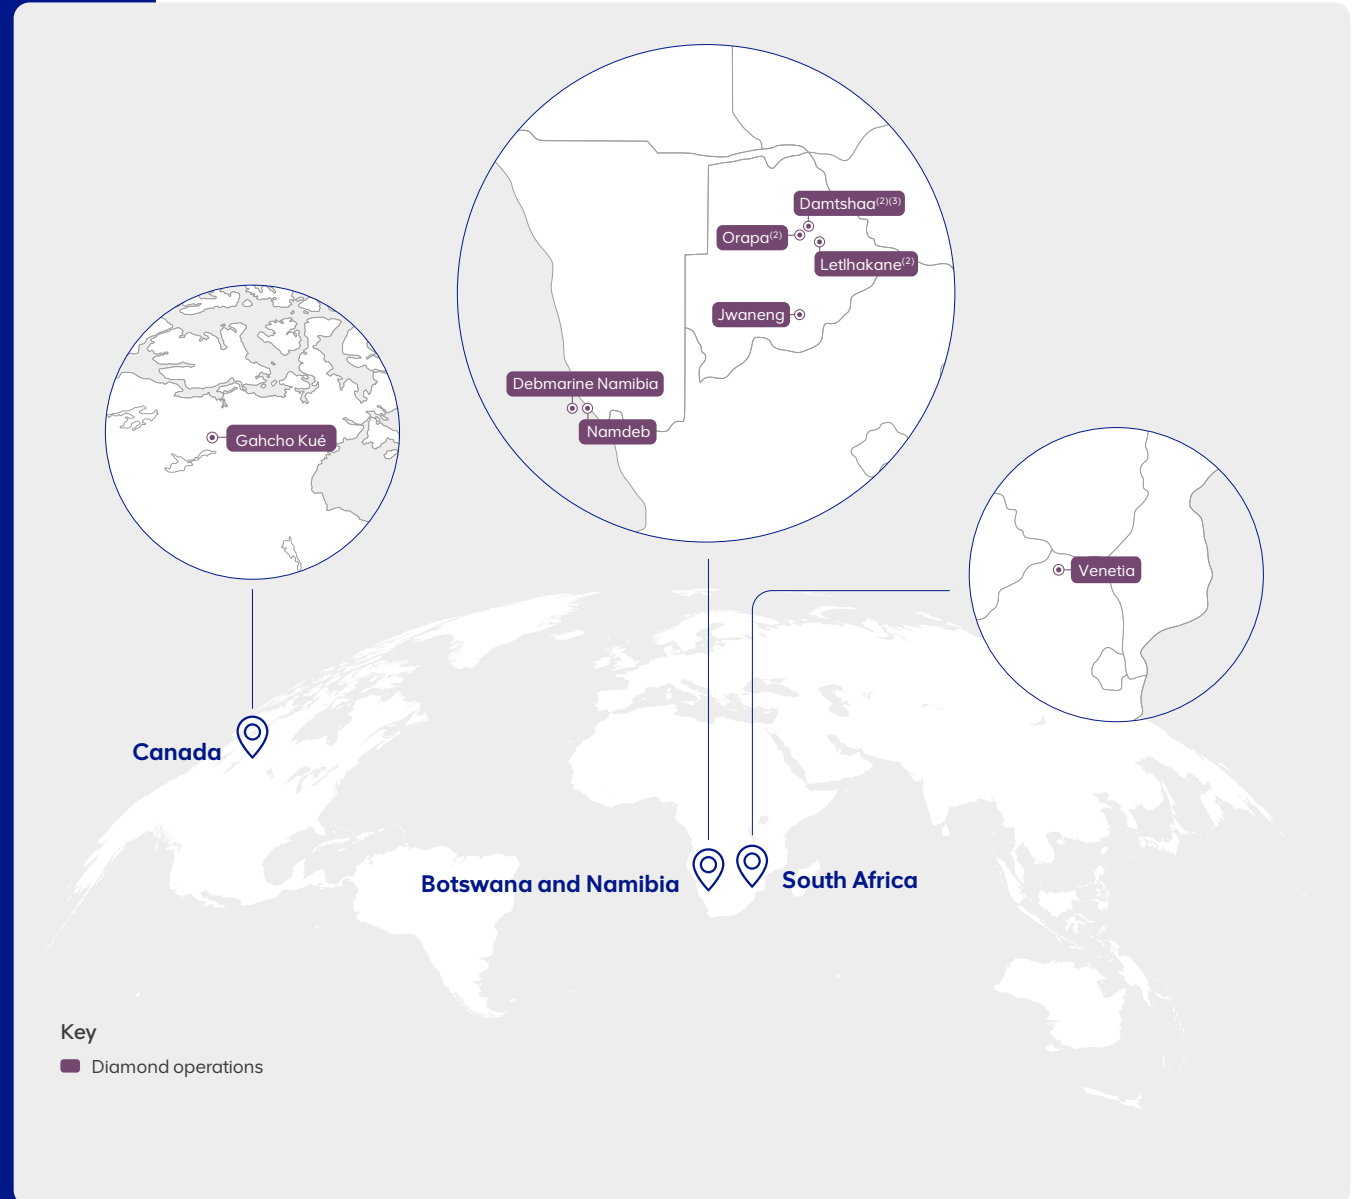 Damtshaa(2)(3)
Orapa(2)
Letlhakane(2)
Jwaneng
Debmarine Namibia
Namdeb
Gahcho Kué
Venetia
Canada
Botswana and Namibia
South Africa
Key
Diamond operations